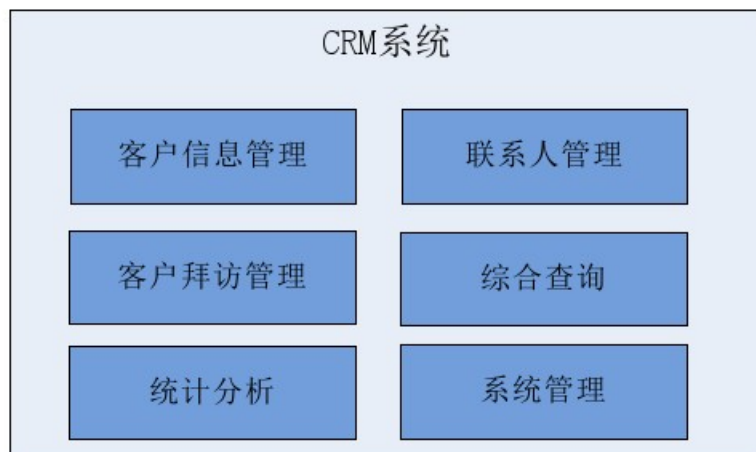 CRM系统
客户信息管理
联系人管理
客户拜访管理
综合查询
统计分析
系统管理